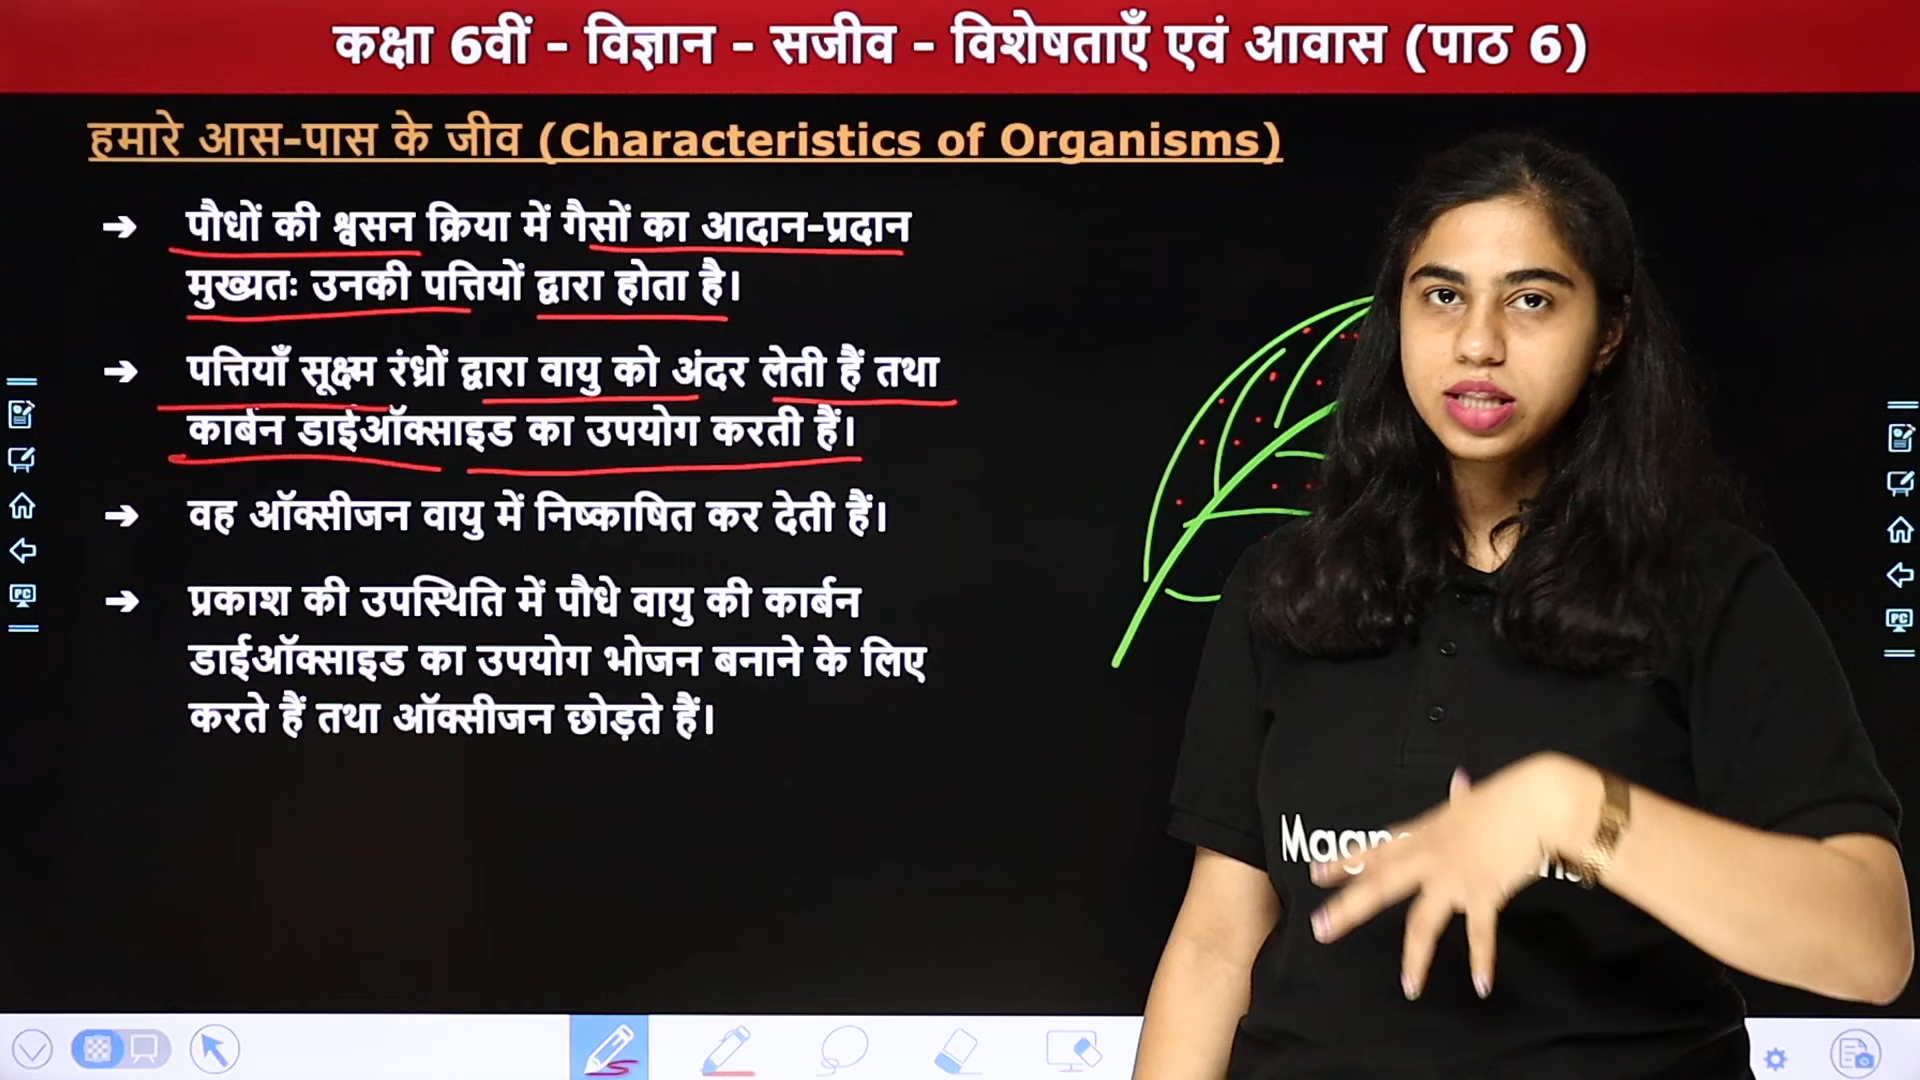 कक्षा 6वीं - विज्ञान - सजीव - विशेषताएँ एवं आवास (पाठ 6)
हमारे आस-पास के जीव (Characteristics of Organisms)
➔ पौधों की श्वसन क्रिया में गैसों का आदान-प्रदान
मुख्यतः उनकी पत्तियों द्वारा होता है।
➔ पत्तियाँ सूक्ष्म रंध्रों द्वारा वायु को अंदर लेती हैं तथा
कार्बन डाईऑक्साइड का उपयोग करती हैं।
➔ वह ऑक्सीजन वायु में निष्काषित कर देती हैं।
➔ प्रकाश की उपस्थिति में पौधे वायु की कार्बन
डाईऑक्साइड का उपयोग भोजन बनाने के लिए
करते हैं तथा ऑक्सीजन छोड़ते हैं।
PC
PC